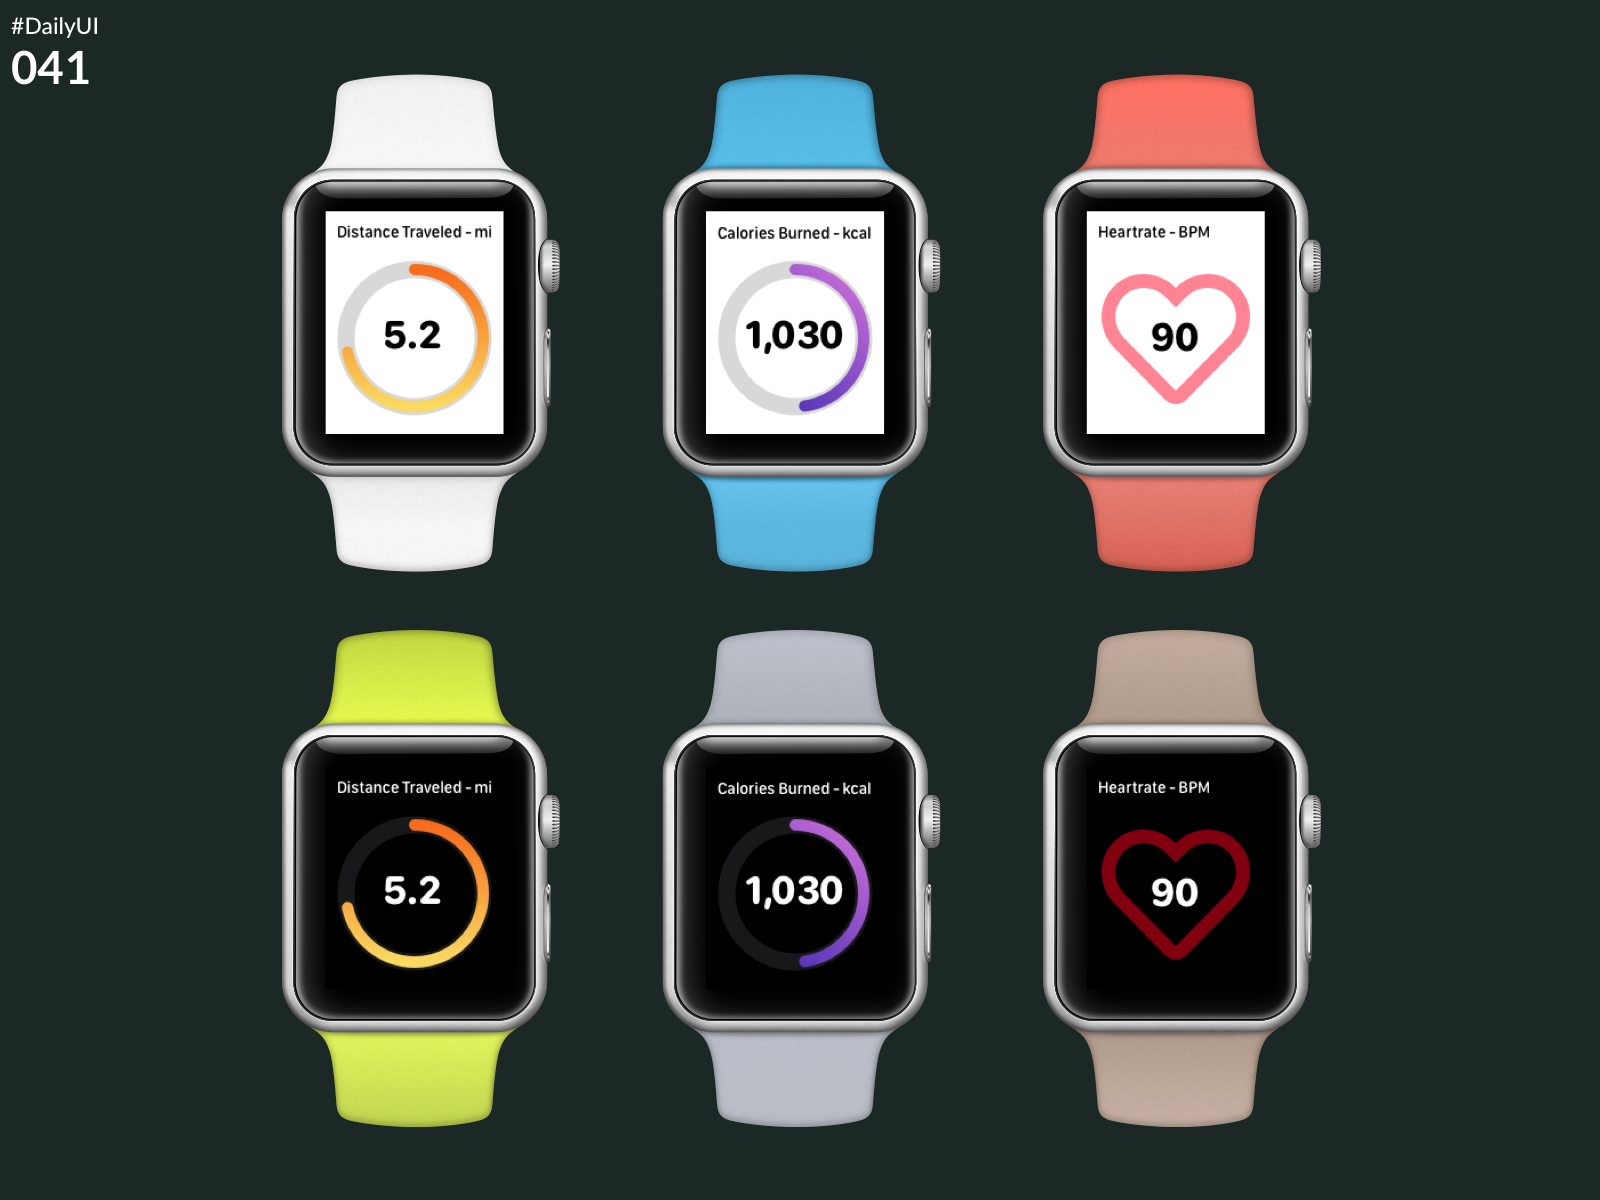 #DailyUI
041
Distance Traveled - mi
5.2
Calories Burned - kcal
1,030
Heartrate - BPM
90
Distance Traveled - mi
5.2
Calories Burned - kcal
1,030
Heartrate - BPM
90